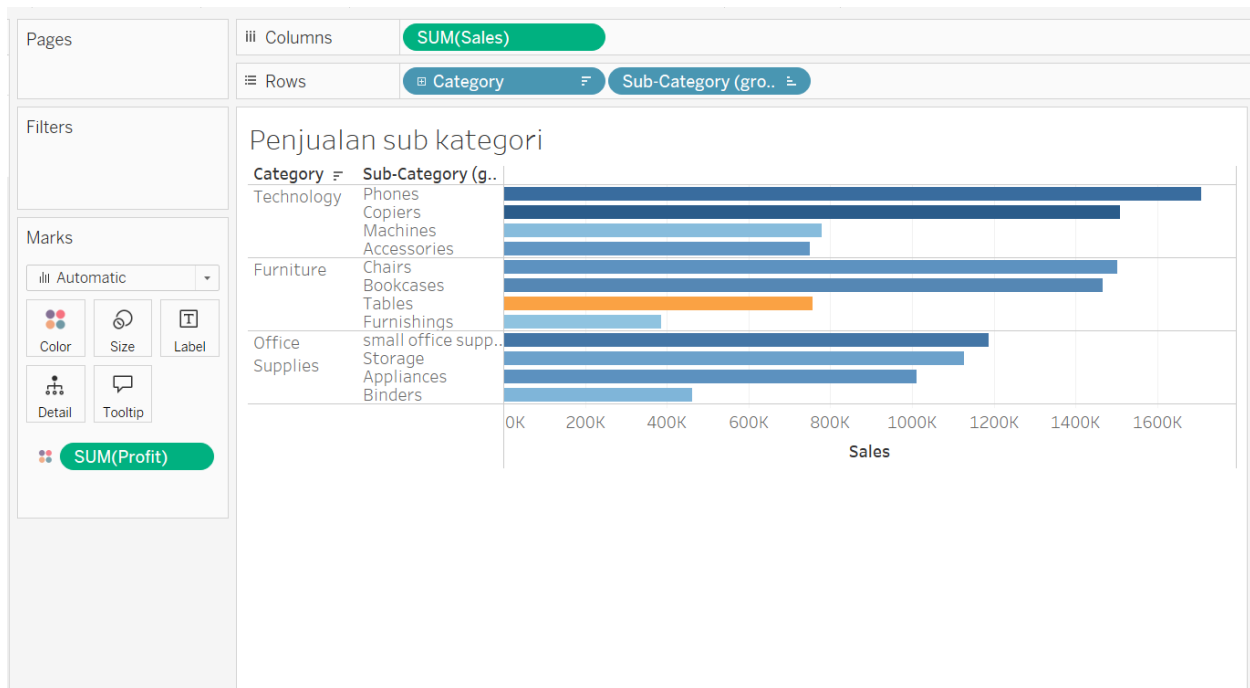 Pages
Columns
SUM(Sales)
Rows
Category
Sub-Category (gro..
Filters
Marks
Automatic
Color
Size
Label
Detail
Tooltip
SUM(Profit)
Penjualan sub kategori
Category
Sub-Category (g..
Technology
Phones
Copiers
Machines
Accessories
Furniture
Chairs
Bookcases
Tables
Furnishings
Office
Supplies
small office supp..
Storage
Appliances
Binders
0K 200K 400K 600K 800K 1000K 1200K 1400K 1600K
Sales